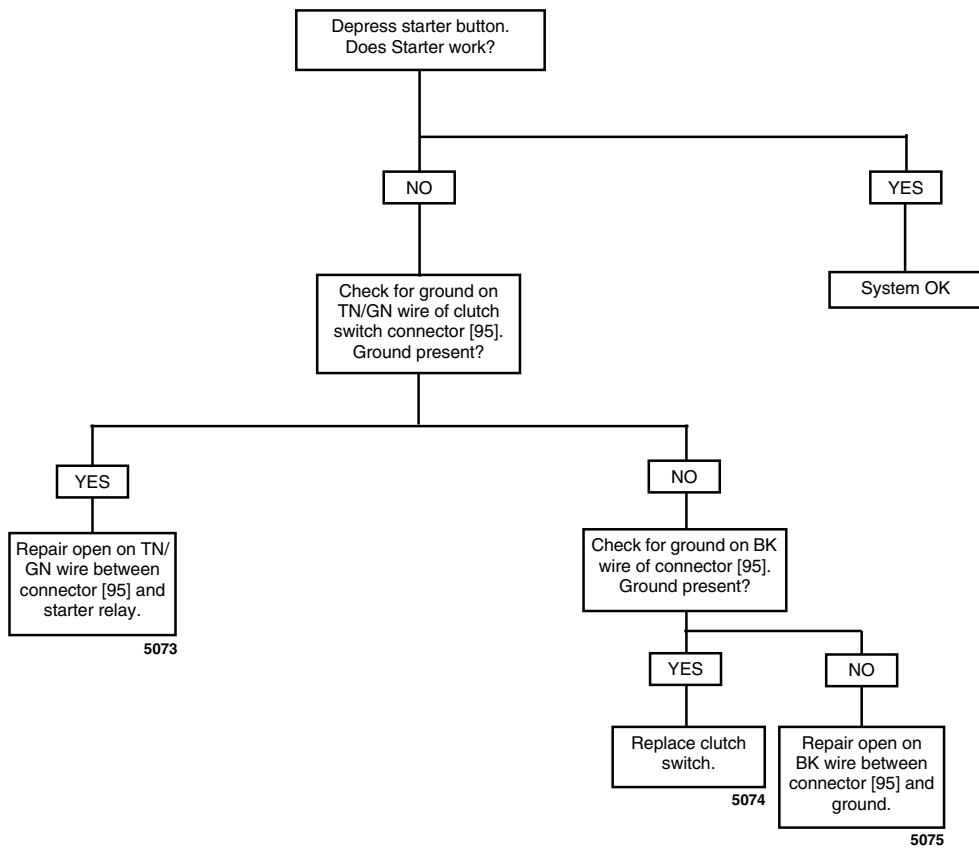 Depress starter button.
Does Starter work?
NO
YES
Check for ground on
TN/GN wire of clutch
switch connector [95].
Ground present?
System OK
YES
NO
Repair open on TN/
GN wire between
connector [95] and
starter relay.
5073
Check for ground on BK
wire of connector [95].
Ground present?
YES
NO
Replace clutch
switch.
5074
Repair open on
BK wire between
connector [95] and
ground.
5075